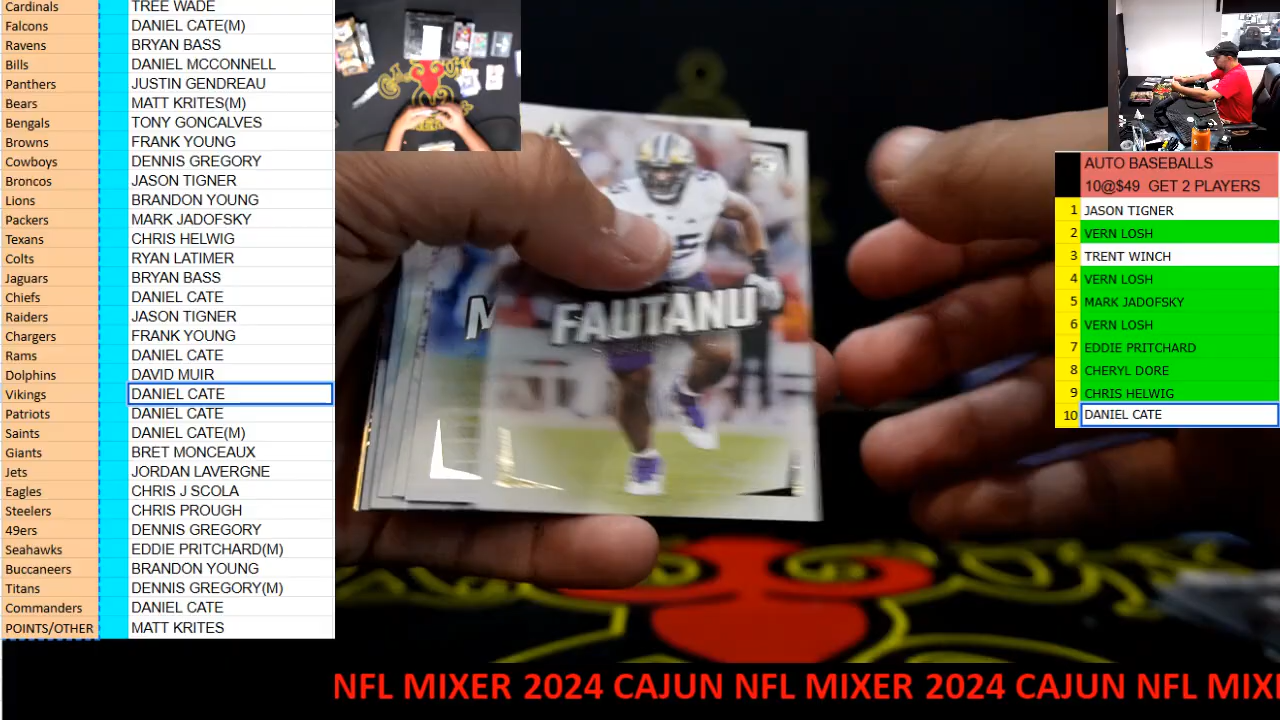 Cardinals TREE WADE
Falcons DANIEL CATE(M)
Ravens BRYAN BASS
Bills DANIEL MCCONNELL
Panthers JUSTIN GENDREAU
Bears MATT KRITES(M)
Bengals TONY GONCALVES
Browns FRANK YOUNG
Cowboys DENNIS GREGORY
Broncos JASON TIGNER
Lions BRANDON YOUNG
Packers MARK JADOFSKY
Texans CHRIS HELWIG
Colts RYAN LATIMER
Jaguars BRYAN BASS
Chiefs DANIEL CATE
Raiders JASON TIGNER
Chargers FRANK YOUNG
Rams DANIEL CATE
Dolphins DAVID MUIR
Vikings DANIEL CATE
Patriots DANIEL CATE
Saints DANIEL CATE(M)
Giants BRET MONCEAUX
Jets JORDAN LAVERGNE
Eagles CHRIS J SCOLA
Steelers CHRIS PROUGH
49ers DENNIS GREGORY
Seahawks EDDIE PRITCHARD(M)
Buccaneers BRANDON YOUNG
Titans DENNIS GREGORY(M)
Commanders DANIEL CATE
POINTS/OTHER MATT KRITES
FAUTANU
AUTO BASEBALLS
10@$49 GET 2 PLAYERS
1 JASON TIGNER
2 VERN LOSH
3 TRENT WINCH
4 VERN LOSH
5 MARK JADOFSKY
6 VERN LOSH
7 EDDIE PRITCHARD
8 CHERYL DORE
9 CHRIS HELWIG
10 DANIEL CATE
NFL MIXER 2024 CAJUN NFL MIXER 2024 CAJUN NFL MIXI